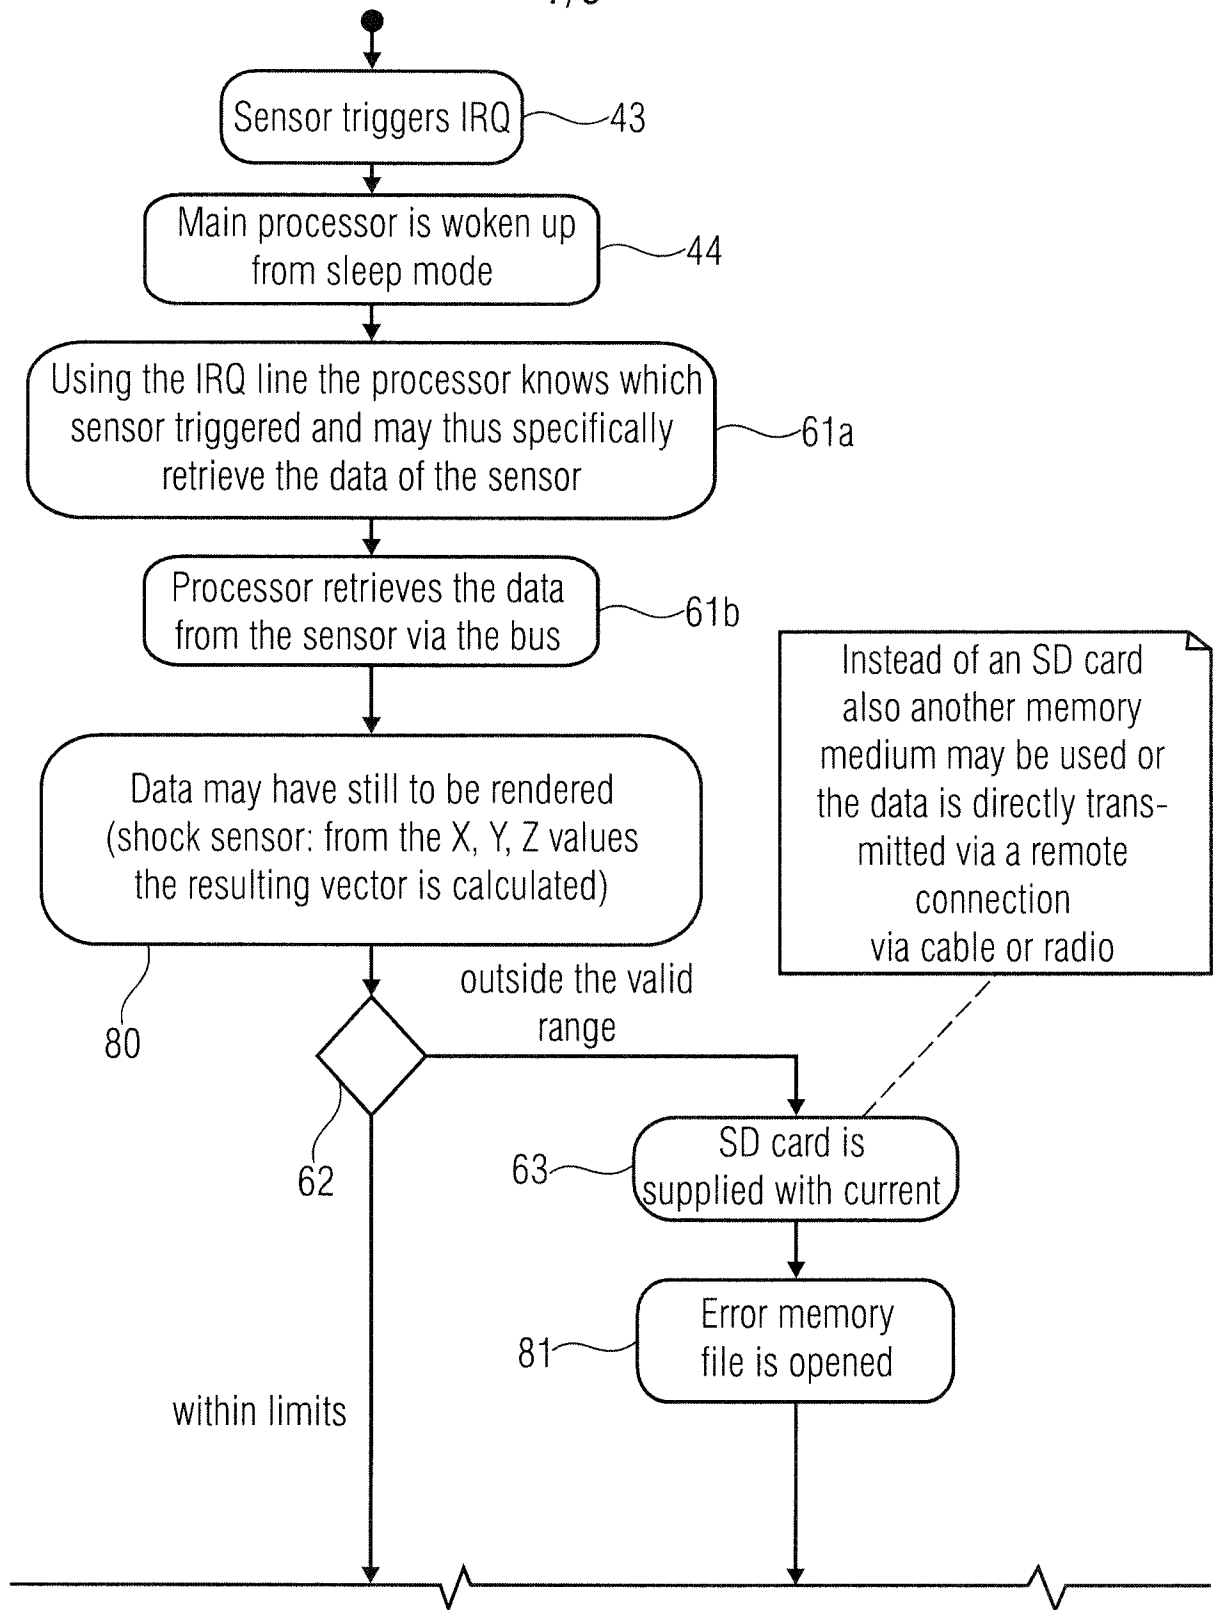 Sensor triggers IRQ
43
Main processor is woken up
from sleep mode
44
Using the IRQ line the processor knows which
sensor triggered and may thus specifically
retrieve the data of the sensor
61a
Processor retrieves the data
from the sensor via the bus
61b
Instead of an SD card
also another memory
medium may be used or
the data is directly trans-
mitted via a remote
connection
via cable or radio
Data may have still to be rendered
(shock sensor: from the X, Y, Z values
the resulting vector is calculated)
80
outside the valid
range
62
63
SD card is
supplied with current
81
Error memory
file is opened
within limits